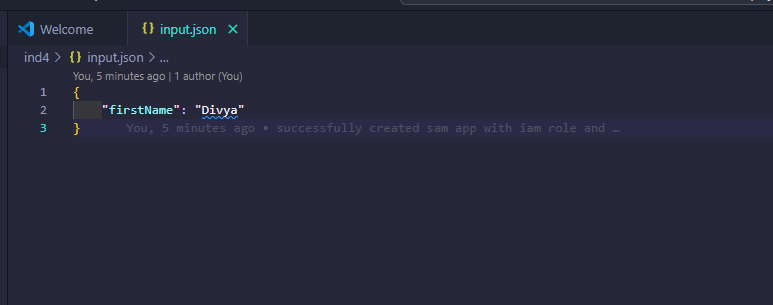 Welcome
{} input.json ×
ind4 > {} input.json > ...
You, 5 minutes ago | 1 author (You)
1 {
2 "firstName": "Divya"
3 } You, 5 minutes ago • successfully created sam app with iam role and …